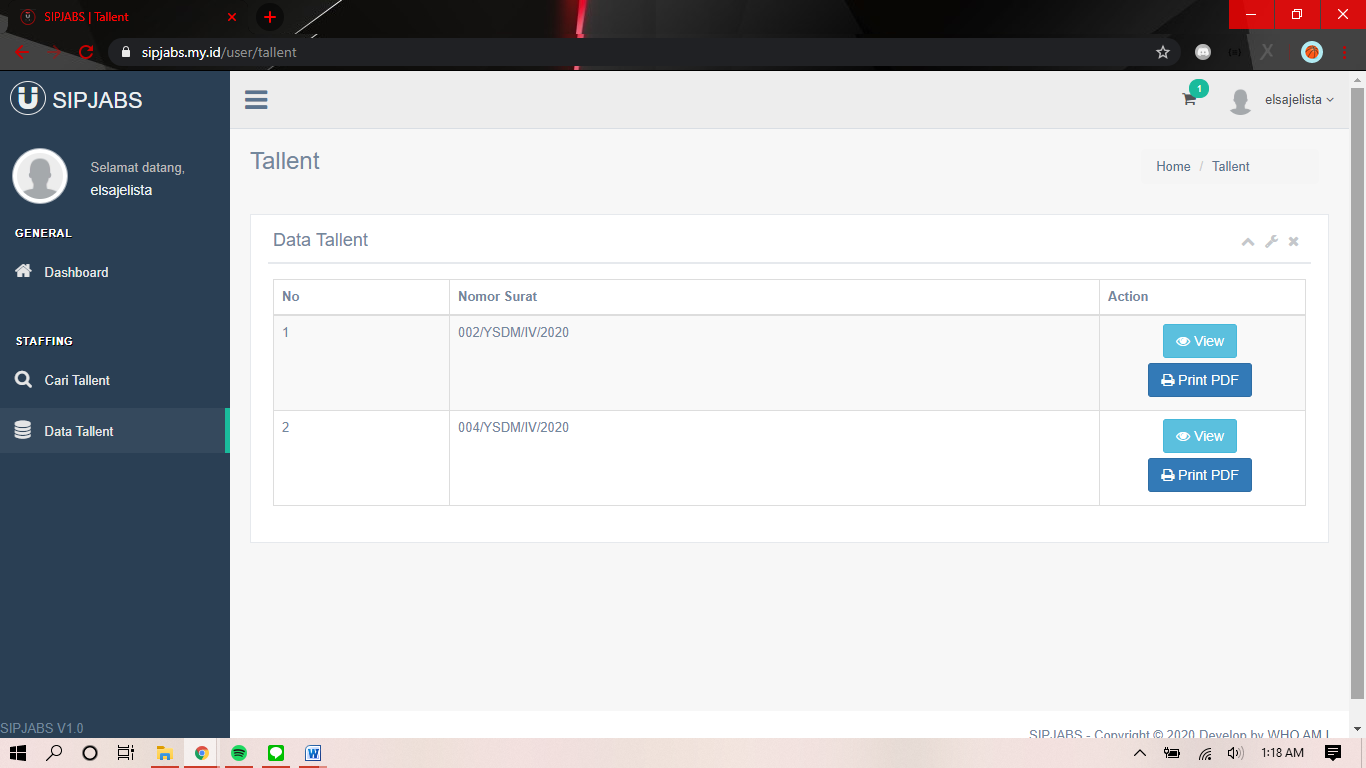 SIPJABS | Tallent
sipjabs.my.id/user/tallent
SIPJABS
1
elsajelista
Selamat datang,
elsajelista
Tallent
Home / Tallent
GENERAL
Dashboard
STAFFING
Cari Tallent
Data Tallent
Data Tallent
No Nomor Surat Action
1 002/YSDM/IV/2020 View
Print PDF
2 004/YSDM/IV/2020 View
Print PDF
SIPJABS V1.0
SIPJABS - Copyright © 2020 Develop by WHO AM I
1:18 AM